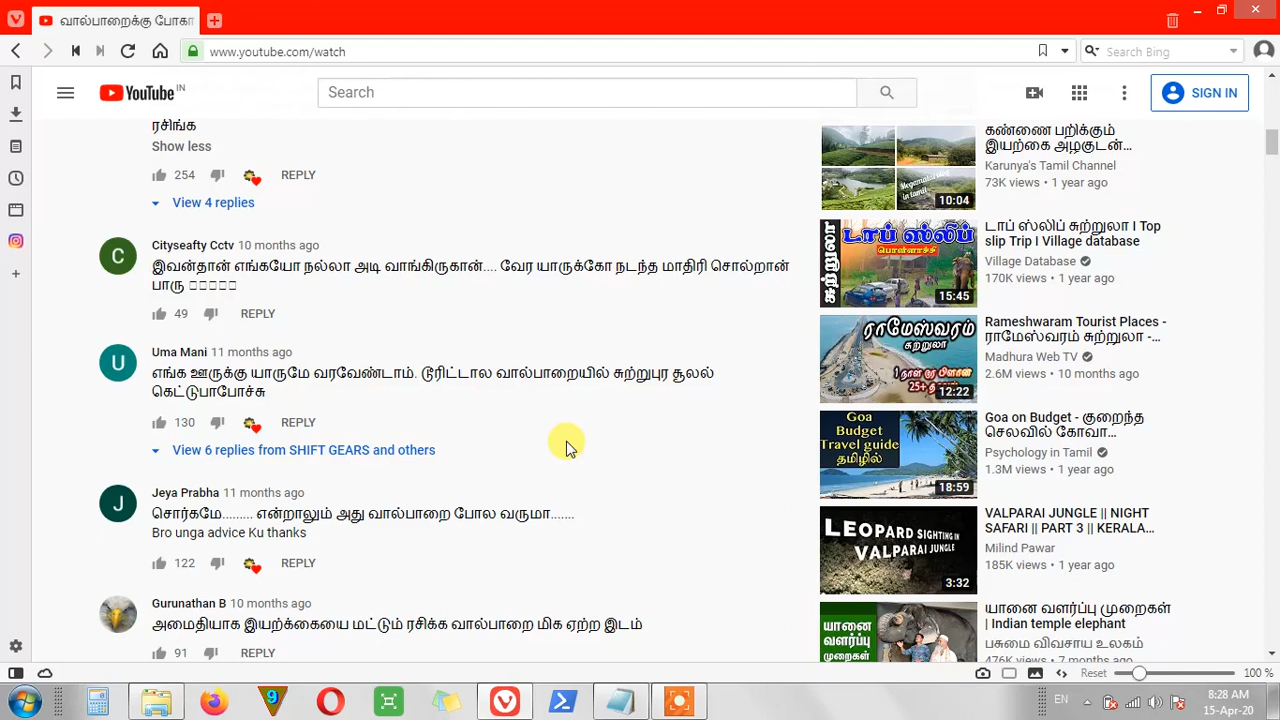 வால்பாறைக்கு போகா
www.youtube.com/watch
Search Bing
YouTube IN
Search
SIGN IN
ரசிங்க
Show less
254 REPLY
View 4 replies
Cityseafty Cctv 10 months ago
இவன்தான் எங்கயோ நல்லா அடி வாங்கிருகான்.... வேர யாருக்கோ நடந்த மாதிரி சொல்றான்
பாரு
49 REPLY
Uma Mani 11 months ago
எங்க ஊருக்கு யாருமே வரவேண்டாம். டூரிட்டால வால்பாறையில் சுற்றுபுர சூலல்
கெட்டுபாபோச்சு
130 REPLY
View 6 replies from SHIFT GEARS and others
Jeya Prabha 11 months ago
சொர்கமே......... என்றாலும் அது வால்பாறை போல வருமா.......
Bro unga advice Ku thanks
122 REPLY
Gurunathan B 10 months ago
அமைதியாக இயற்க்கையை மட்டும் ரசிக்க வால்பாறை மிக ஏற்ற இடம்
91 REPLY
கண்ணை பறிக்கும்
இயற்கை அழகுடன்...
Karunya's Tamil Channel
73K views • 1 year ago
Megamalai vlog
in tamil
10:04
டாப் ஸ்லிப் சுற்றுலா I Top
slip Trip I Village database
Village Database
170K views • 1 year ago
டாப் ஸ்லிப்
பொள்ளாச்சி
சுற்றுலா
15:45
Rameshwaram Tourist Places -
ராமேஸ்வரம் சுற்றுலா -...
Madhura Web TV
2.6M views • 10 months ago
ராமேஸ்வரம்
சுற்றுலா
1 நாள் டூர் பிளான்
25+
12:22
Goa on Budget - குறைந்த
செலவில் கோவா...
Psychology in Tamil
1.3M views • 1 year ago
Goa
Budget
Travel guide
தமிழில்
18:59
VALPARAI JUNGLE || NIGHT
SAFARI || PART 3 || KERALA...
Milind Pawar
185K views • 1 year ago
LEOPARD SIGHTING IN
VALPARAI JUNGLE
3:32
யானை வளர்ப்பு முறைகள்
| Indian temple elephant
பசுமை விவசாய உலகம்
476K views • 7 months ago
யானை
வளர்ப்பு
முறைகள்
Reset 100 %
EN
8:28 AM
15-Apr-20